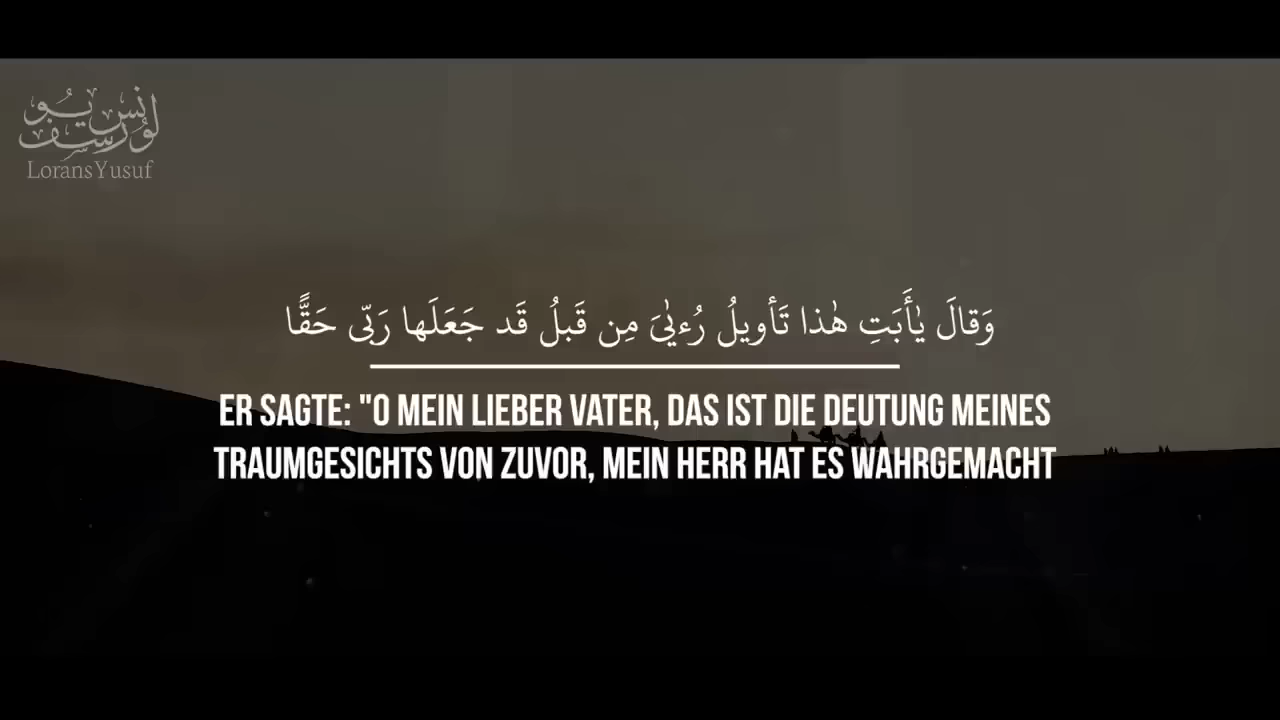 لورانس يوسف
LoransYusuf
وَقالَ يٰأَبَتِ هٰذا تَأويلُ رُءيٰىَ مِن قَبلُ قَد جَعَلَها رَبّى حَقًّا
ER SAGTE: "O MEIN LIEBER VATER, DAS IST DIE DEUTUNG MEINES
TRAUMGESICHTS VON ZUVOR, MEIN HERR HAT ES WAHRGEMACHT